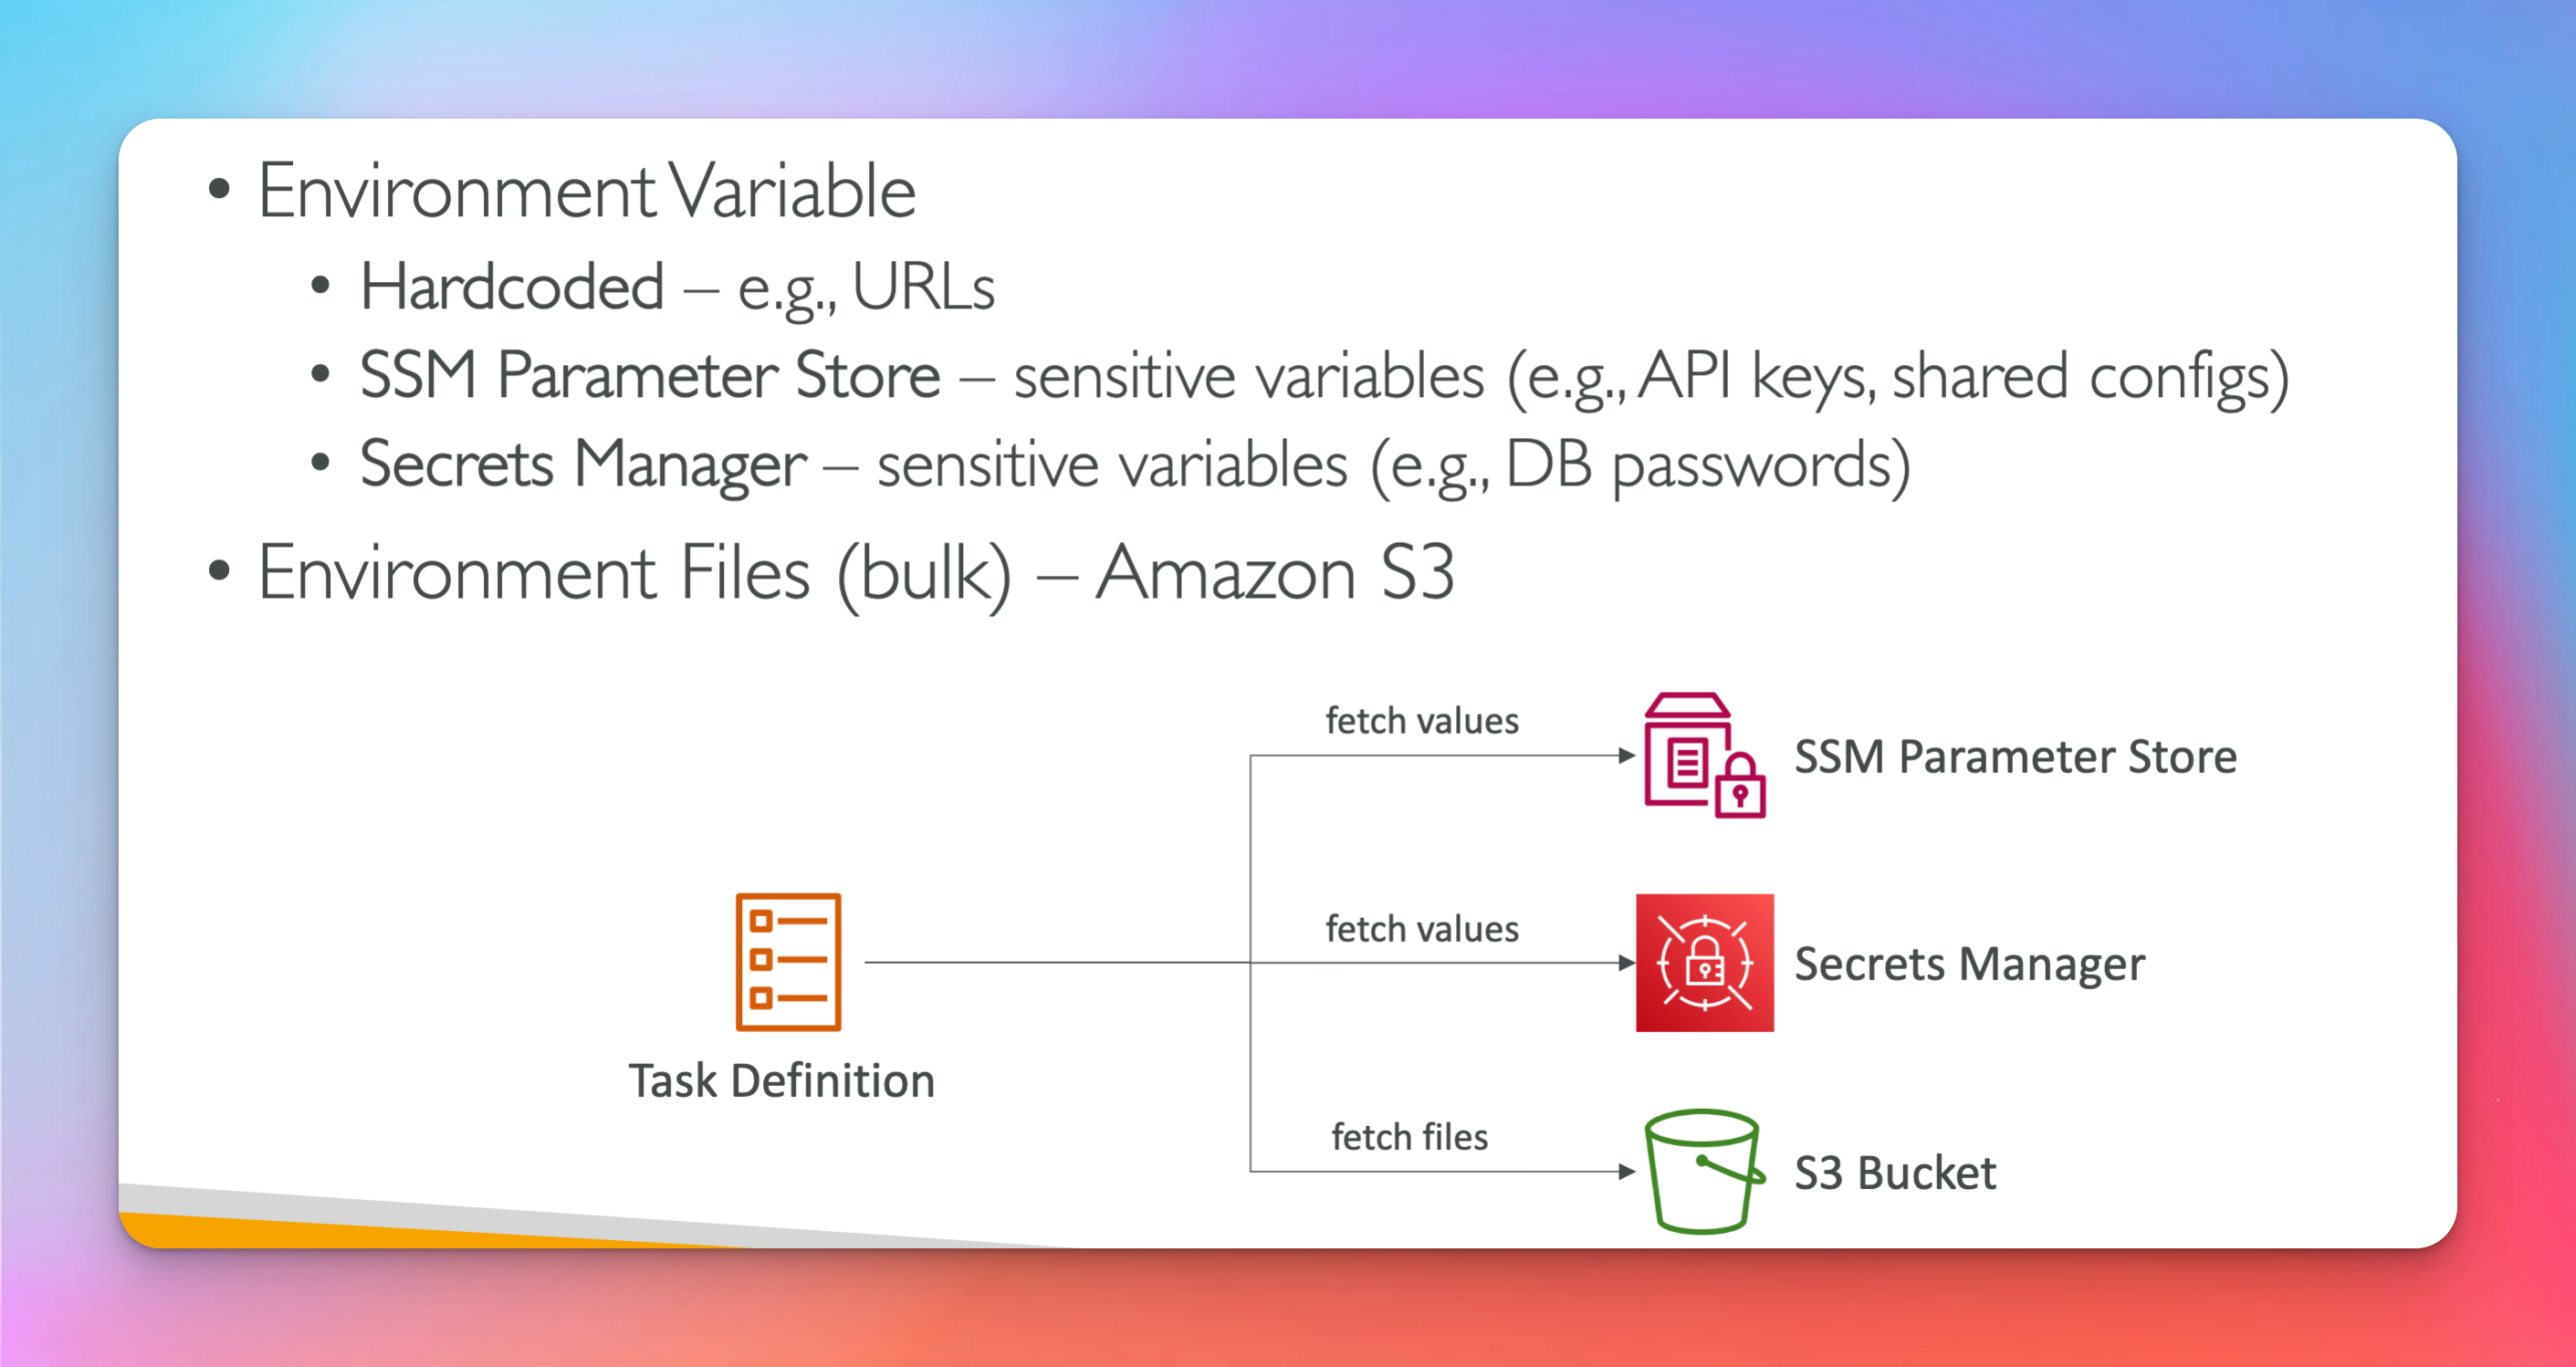 • Environment Variable
• Hardcoded – e.g., URLs
• SSM Parameter Store – sensitive variables (e.g., API keys, shared configs)
• Secrets Manager – sensitive variables (e.g., DB passwords)
• Environment Files (bulk) – Amazon S3
fetch values
SSM Parameter Store
fetch values
Secrets Manager
Task Definition
fetch files
S3 Bucket